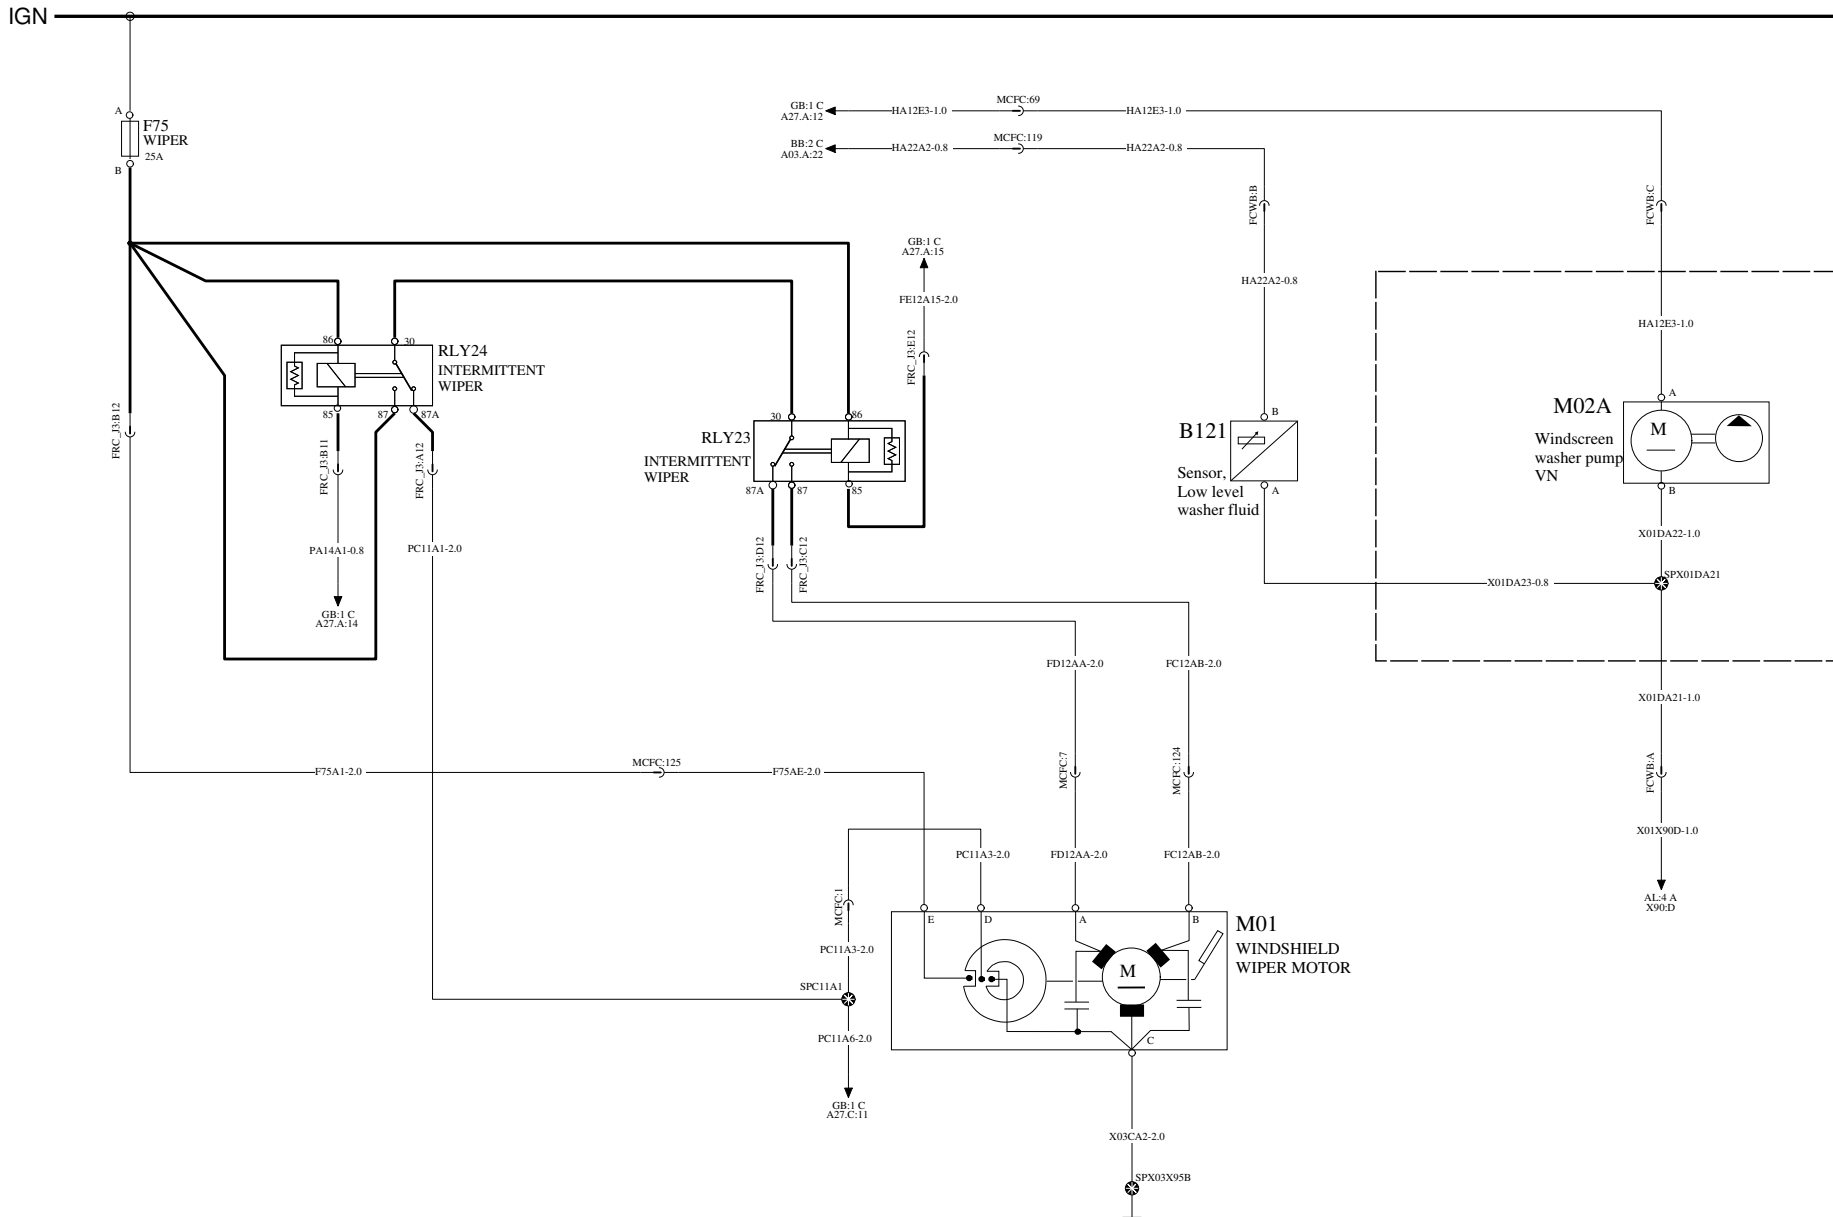 IGN
A
F75
WIPER
25A
B
GB:1 C
A27.A:12
HA12E3-1.0
MCFC:69
HA12E3-1.0
BB:2 C
A03.A:22
HA22A2-0.8
MCFC:119
HA22A2-0.8
FCWB:B
FCWB:C
GB:1 C
A27.A:15
FE12A15-2.0
FRC_J3:E12
HA22A2-0.8
HA12E3-1.0
86
30
RLY24
INTERMITTENT
WIPER
85
87
87A
FRC_J3:B12
FRC_J3:B11
FRC_J3:A12
PA14A1-0.8
PC11A1-2.0
GB:1 C
A27.A:14
30
86
RLY23
INTERMITTENT
WIPER
87A
87
85
FRC_J3:D12
FRC_J3:C12
B
B121
Sensor,
Low level
washer fluid
A
A
M02A
M
Windscreen
washer pump
VN
B
X01DA22-1.0
X01DA23-0.8
SPX01DA21
FD12AA-2.0
FC12AB-2.0
X01DA21-1.0
F75A1-2.0
MCFC:125
F75AE-2.0
MCFC:7
MCFC:124
FCWB:A
X01X90D-1.0
PC11A3-2.0
FD12AA-2.0
FC12AB-2.0
AL:4 A
X90:D
MCFC:1
E
D
A
B
M01
WINDSHIELD
WIPER MOTOR
PC11A3-2.0
M
SPC11A1
PC11A6-2.0
C
GB:1 C
A27.C:11
X03CA2-2.0
SPX03X95B